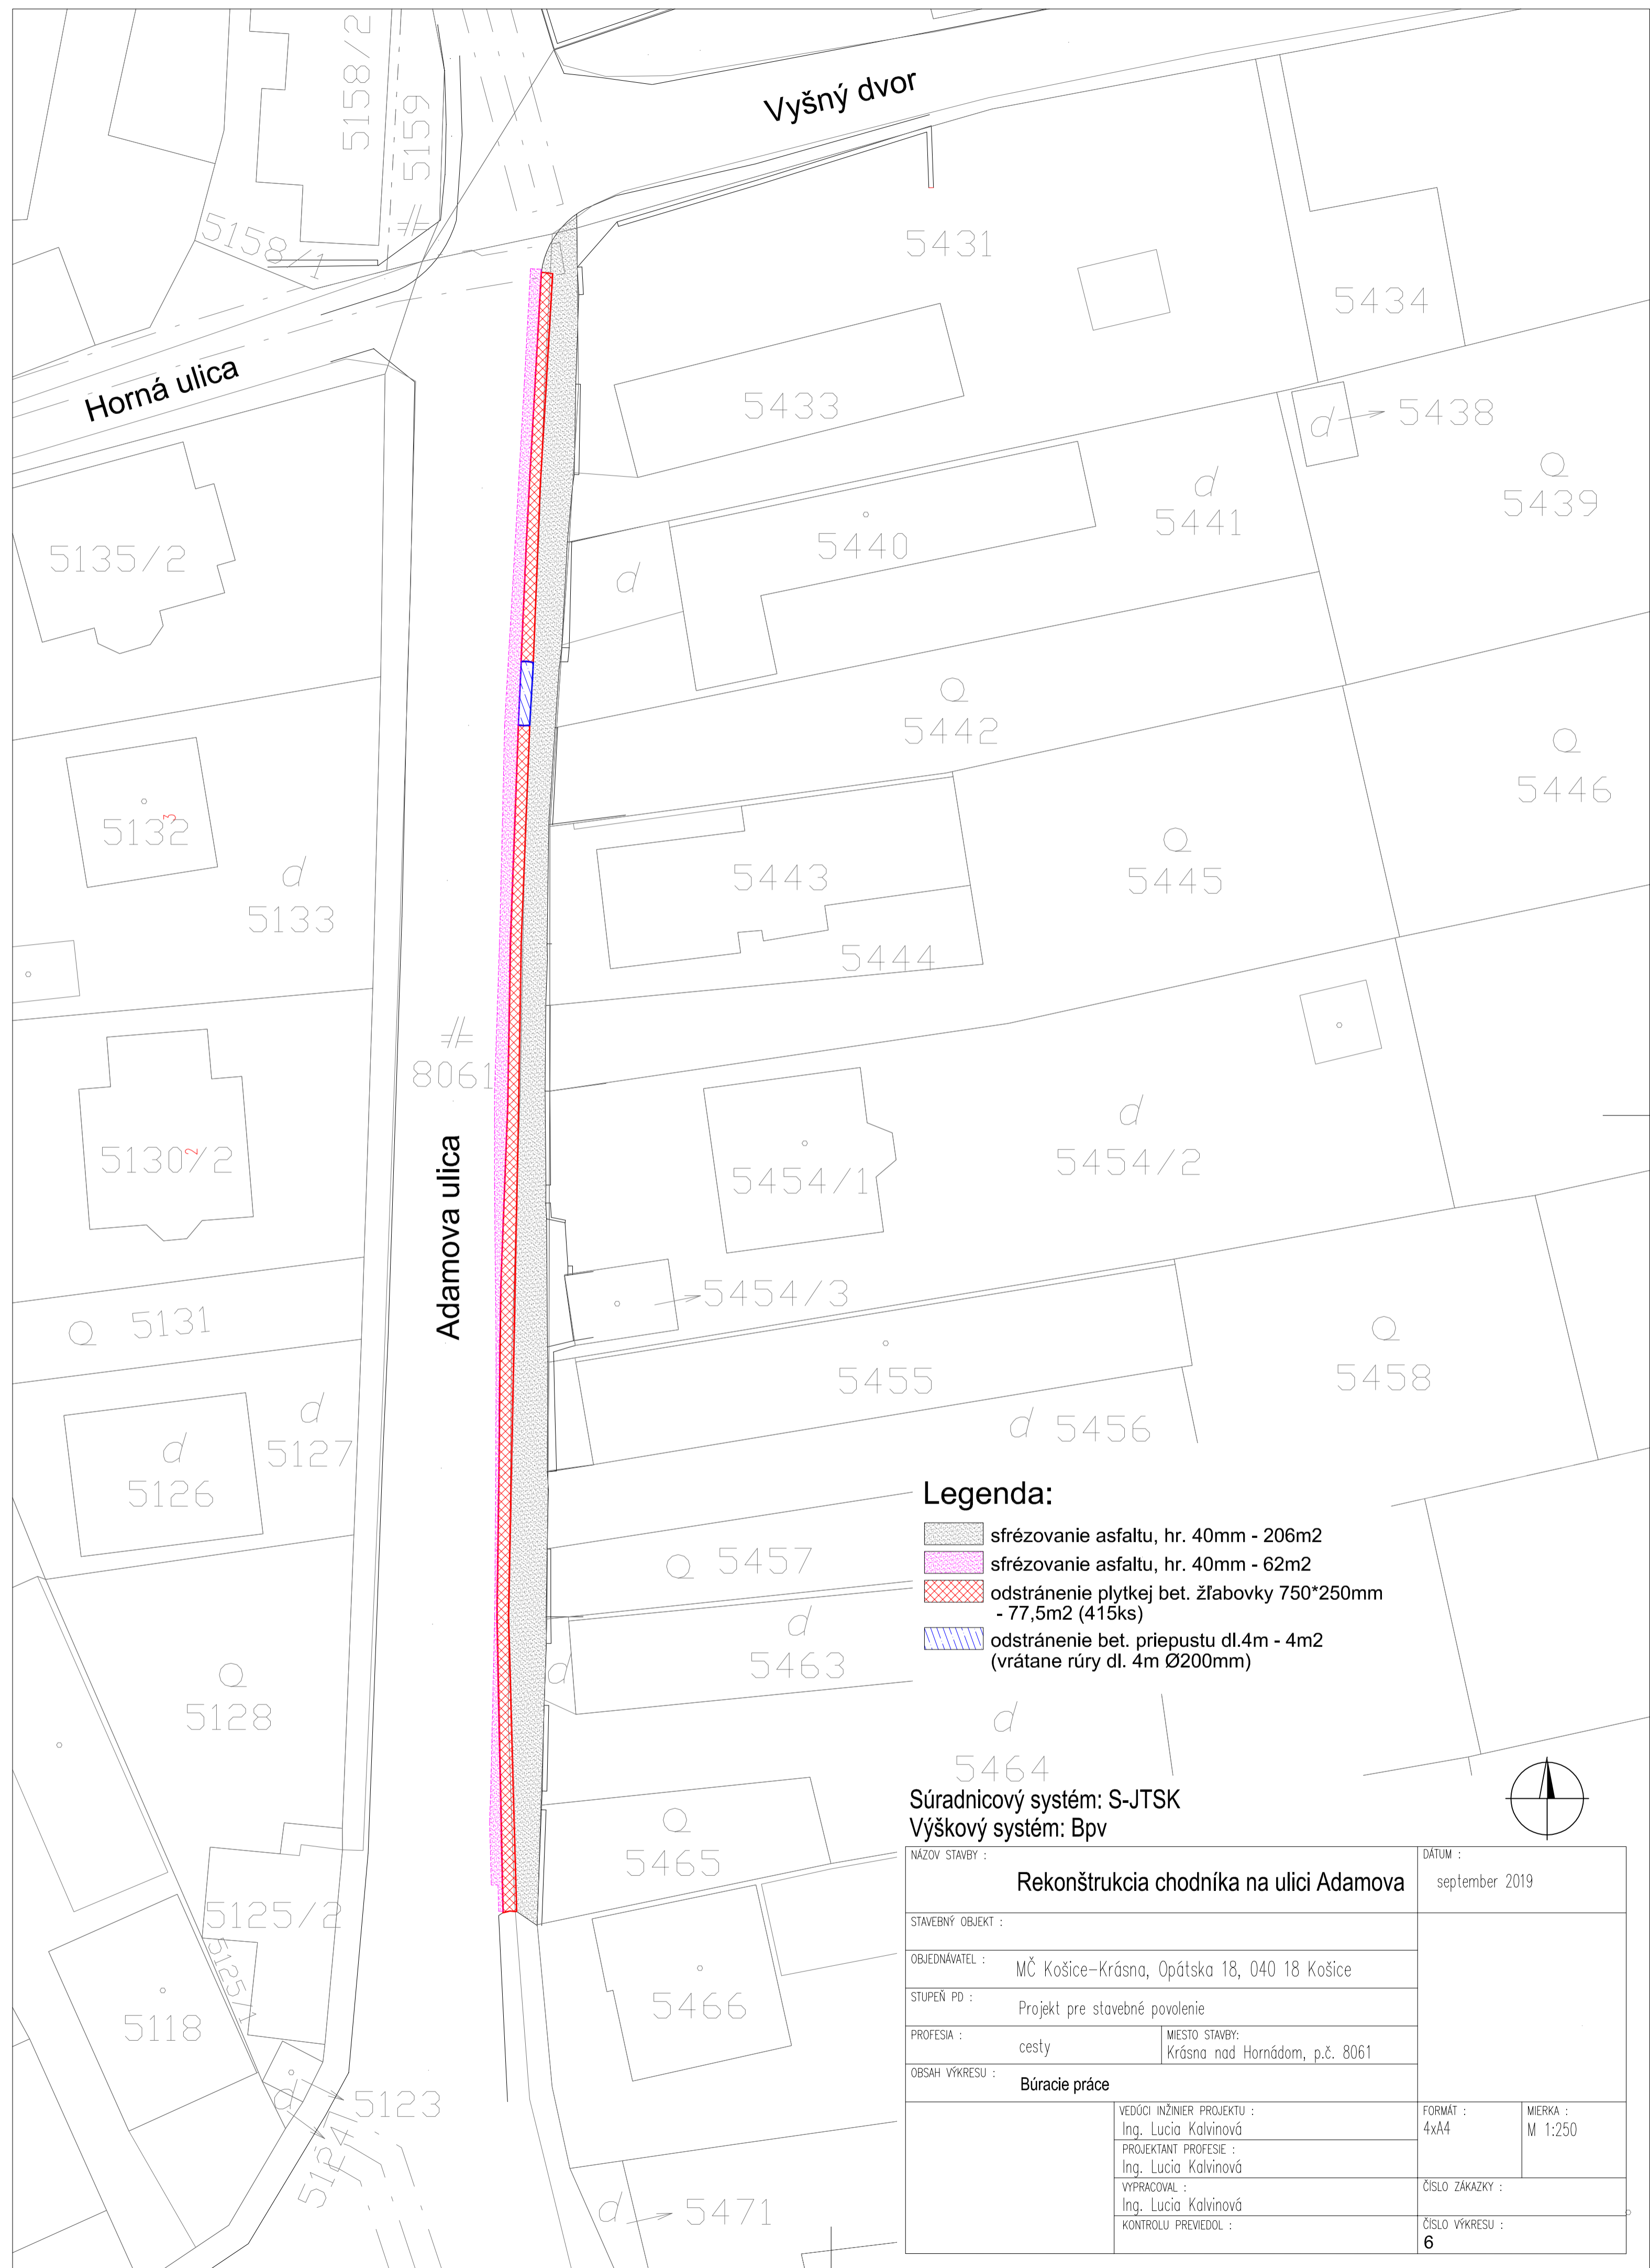 5158/2
5159
5158/1
Vyšný dvor
5431
5434
Horná ulica
5433
d 5438
Q
5439
5135/2
5440
d
5441
d
Q
5442
Q
5446
5132
3
d
5133
5443
5444
Q
5445
8061
5130/2
2
Adamova ulica
5454/1
d
5454/2
5454/3
Q 5131
5455
d 5456
Q
5458
d
5126
d
5127
Legenda:
sfrézovanie asfaltu, hr. 40mm - 206m2
sfrézovanie asfaltu, hr. 40mm - 62m2
odstránenie plytkej bet. žľabovky 750*250mm
- 77,5m2 (415ks)
odstránenie bet. priepustu dl.4m - 4m2
(vrátane rúry dl. 4m Ø200mm)
Q 5457
d
5463
d
Q
5128
d
5464
Q
5465
5125/2
5125/1
5118
5466
d 5123
5124
d 5471
Súradnicový systém: S-JTSK
Výškový systém: Bpv
NÁZOV STAVBY :
Rekonštrukcia chodníka na ulici Adamova
DÁTUM :
september 2019
STAVEBNÝ OBJEKT :
OBJEDNÁVATEL :
MČ Košice-Krásna, Opátska 18, 040 18 Košice
STUPEŇ PD :
Projekt pre stavebné povolenie
PROFESIA :
cesty
MIESTO STAVBY:
Krásna nad Hornádom, p.č. 8061
OBSAH VÝKRESU :
Búracie práce
VEDÚCI INŽINIER PROJEKTU :
Ing. Lucia Kalvinová
PROJEKTANT PROFESIE :
Ing. Lucia Kalvinová
VYPRACOVAL :
Ing. Lucia Kalvinová
KONTROLU PREVIEDOL :
FORMÁT :
4xA4
MIERKA :
M 1:250
ČÍSLO ZÁKAZKY :
ČÍSLO VÝKRESU :
6